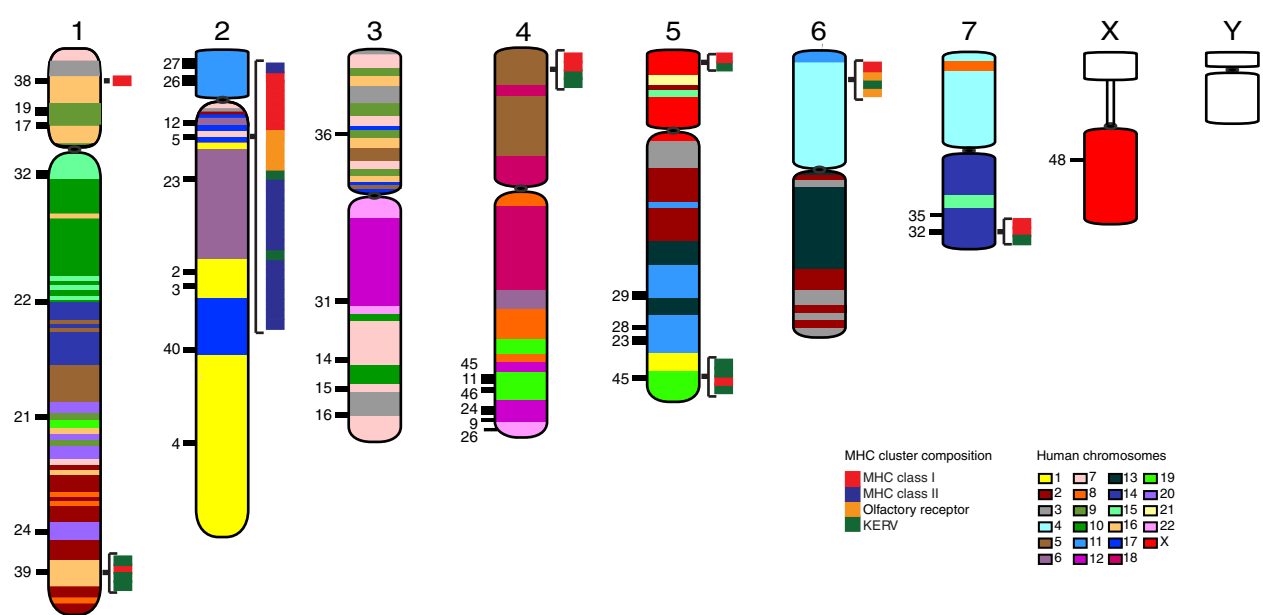 1 2 3 4 5 6 7 X Y
38
19
17
32
22
21
24
39
27
26
12
5
23
2
3
40
4
36
31
14
15
16
45
11
46
24
9
26
29
28
23
45
35
32
48
MHC cluster composition
MHC class I
MHC class II
Olfactory receptor
KERV
Human chromosomes
1 7 13 19
2 8 14 20
3 9 15 21
4 10 16 22
5 11 17 X
6 12 18